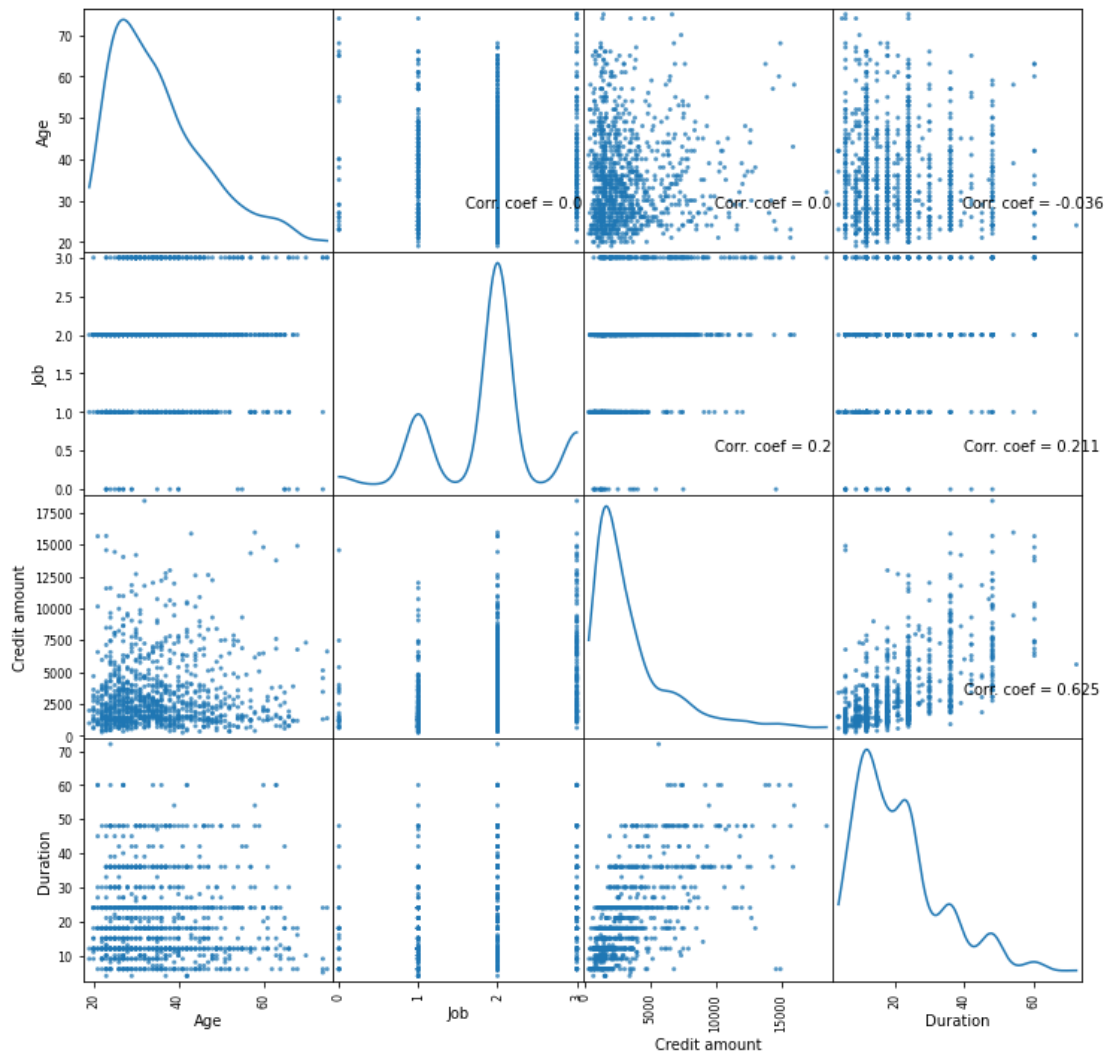 70
60
50
40
30
20
Age
Corr. coef = 0.0
Corr. coef = 0.0
Corr. coef = -0.036
3.0
2.5
2.0
1.5
1.0
0.5
0.0
Job
Corr. coef = 0.2
Corr. coef = 0.211
17500
15000
12500
10000
7500
5000
2500
0
Credit amount
Corr. coef = 0.625
70
60
50
40
30
20
10
Duration
20 40 60
0 1 2 3
0 5000 10000 15000
20 40 60
Age
Job
Credit amount
Duration